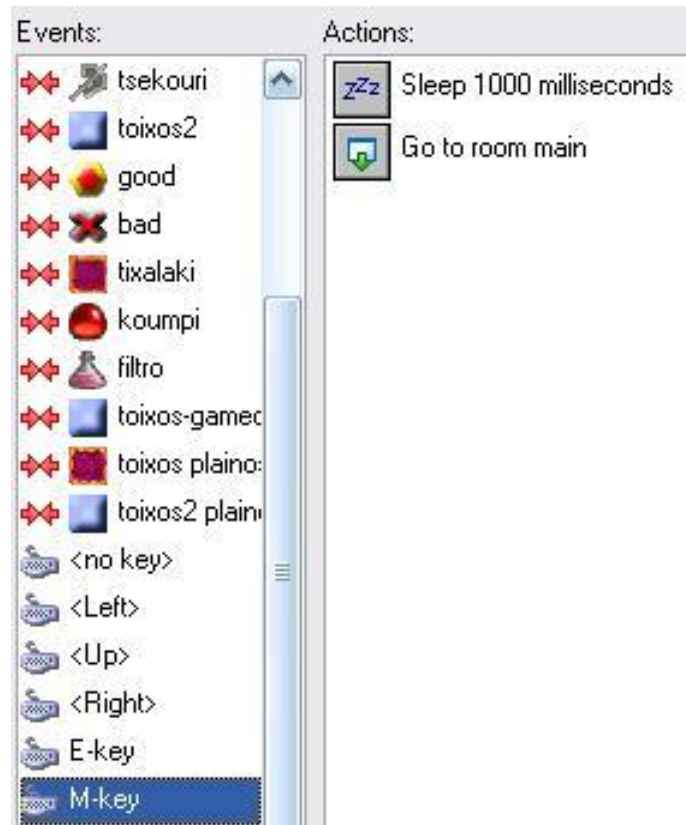 Events:
tsekouri
toixos2
good
bad
tixalaki
koumpi
filtro
toixos-game
toixos plaino
toixos2 plain
<no key>
<Left>
<Up>
<Right>
E-key
M-key
Actions:
Sleep 1000 milliseconds
Go to room main